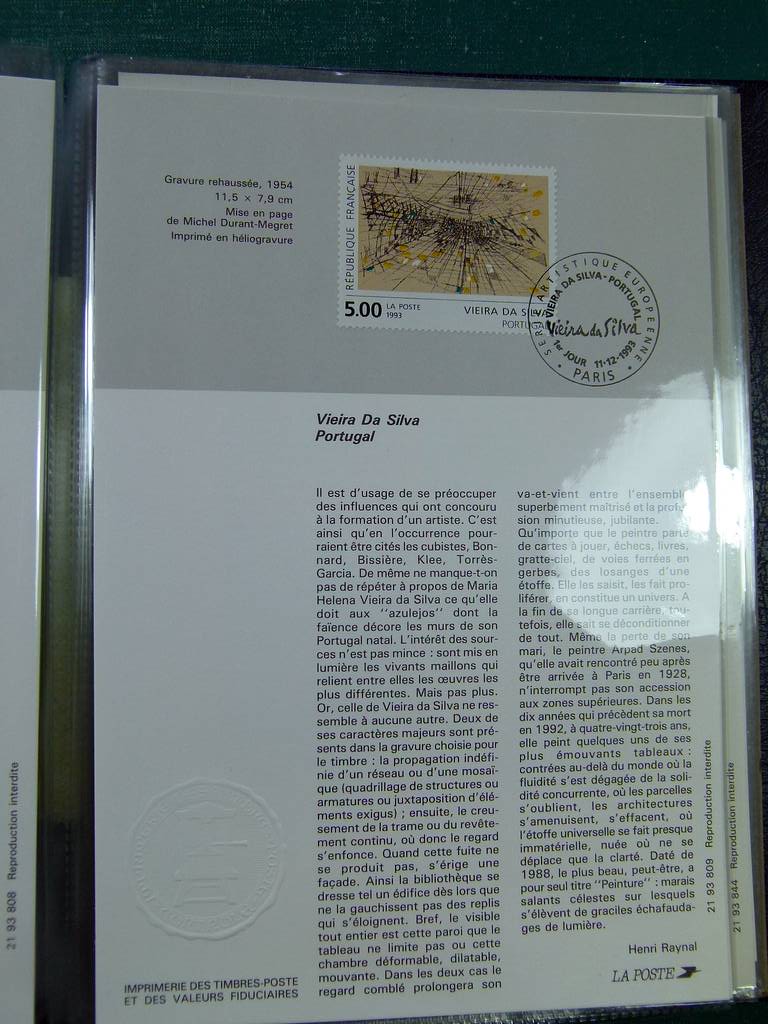 Gravure rehaussée, 1954
11,5 × 7,9 cm
Mise en page
de Michel Durant-Megret
Imprimé en héliogravure
RÉPUBLIQUE FRANÇAISE
5.00 LA POSTE
1993
VIEIRA DA SILVA
PORTUGAL
SERIE ARTISTIQUE EUROPEENNE
VIEIRA DA SILVA - PORTUGAL
Vieira da Silva
1er JOUR 11-12-1993
• PARIS •
Vieira Da Silva
Portugal
Il est d'usage de se préoccuper
des influences qui ont concouru
à la formation d'un artiste. C'est
ainsi qu'en l'occurrence pour-
raient être cités les cubistes, Bon-
nard, Bissière, Klee, Torrès-
Garcia. De même ne manque-t-on
pas de répéter à propos de Maria
Helena Vieira da Silva ce qu'elle
doit aux ''azulejos'' dont la
faïence décore les murs de son
Portugal natal. L'intérêt des sour-
ces n'est pas mince : sont mis en
lumière les vivants maillons qui
relient entre elles les œuvres les
plus différentes. Mais pas plus.
Or, celle de Vieira da Silva ne res-
semble à aucune autre. Deux de
ses caractères majeurs sont pré-
sents dans la gravure choisie pour
le timbre : la propagation indéfi-
nie d'un réseau ou d'une mosaï-
que (quadrillage de structures ou
armatures ou juxtaposition d'élé-
ments exigus) ; ensuite, le creu-
sement de la trame ou du revête-
ment continu, où donc le regard
s'enfonce. Quand cette fuite ne
se produit pas, s'érige une
façade. Ainsi la bibliothèque se
dresse tel un édifice dès lors que
ne la gauchissent pas des replis
qui s'éloignent. Bref, le visible
tout entier est cette paroi que le
tableau ne limite pas ou cette
chambre déformable, dilatable,
mouvante. Dans les deux cas le
regard comblé prolongera son
va-et-vient entre l'ensemble
superbement maîtrisé et la profu-
sion minutieuse, jubilante.
Qu'importe que le peintre parte
de cartes à jouer, échecs, livres,
gratte-ciel, de voies ferrées en
gerbes, des losanges d'une
étoffe. Elle les saisit, les fait pro-
liférer, en constitue un univers. A
la fin de sa longue carrière, tou-
tefois, elle sait se déconditionner
de tout. Même la perte de son
mari, le peintre Arpad Szenes,
qu'elle avait rencontré peu après
être arrivée à Paris en 1928,
n'interrompt pas son accession
aux zones supérieures. Dans les
dix années qui précèdent sa mort
en 1992, à quatre-vingt-trois ans,
elle peint quelques uns de ses
plus émouvants tableaux :
contrées au-delà du monde où la
fluidité s'est dégagée de la soli-
dité concurrente, où les parcelles
s'oublient, les architectures
s'amenuisent, s'effacent, où
l'étoffe universelle se fait presque
immatérielle, nuée où ne se
déplace que la clarté. Daté de
1988, le plus beau, peut-être, a
pour seul titre ''Peinture'' : marais
salants célestes sur lesquels
s'élèvent de graciles échafauda-
ges de lumière.
Henri Raynal
LA POSTE
IMPRIMERIE DES TIMBRES-POSTE
ET DES VALEURS FIDUCIAIRES
21 93 808 Reproduction interdite
21 93 809 Reproduction interdite
21 93 844 Reproduction interdite